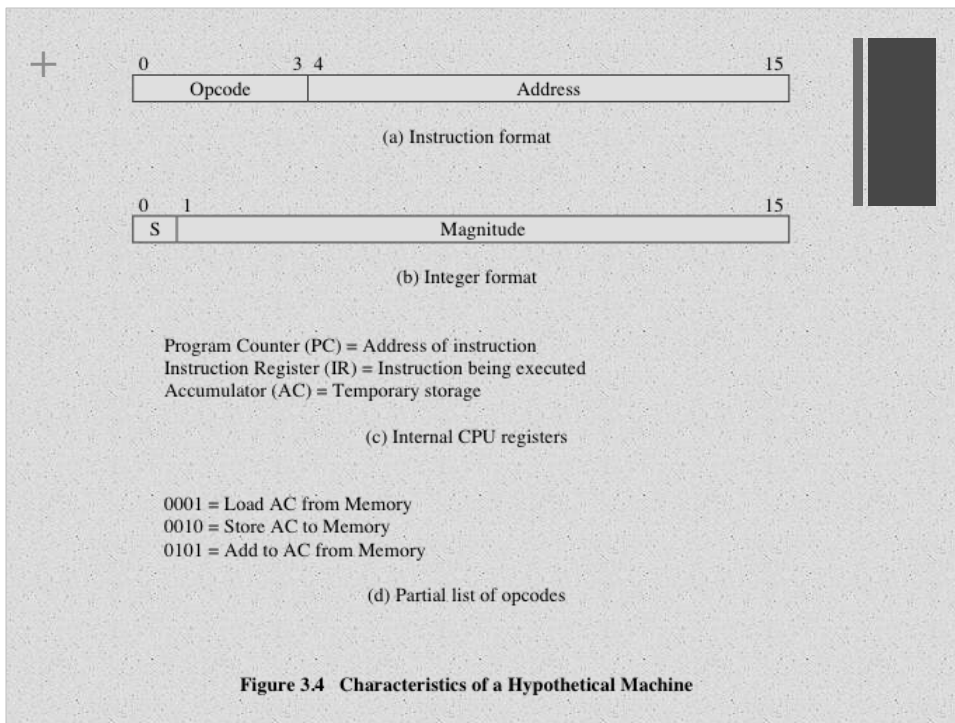 0 3 4 15
Opcode Address
(a) Instruction format
0 1 15
S Magnitude
(b) Integer format
Program Counter (PC) = Address of instruction
Instruction Register (IR) = Instruction being executed
Accumulator (AC) = Temporary storage
(c) Internal CPU registers
0001 = Load AC from Memory
0010 = Store AC to Memory
0101 = Add to AC from Memory
(d) Partial list of opcodes
Figure 3.4 Characteristics of a Hypothetical Machine